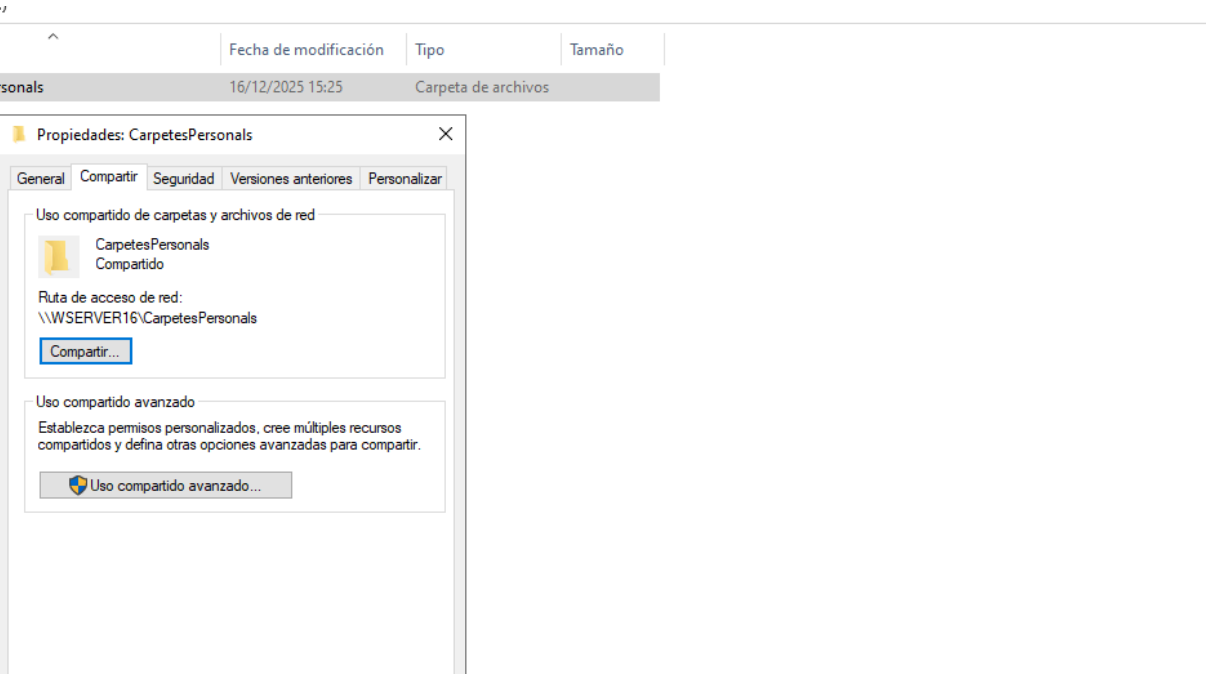 Fecha de modificación Tipo Tamaño
rsonals 16/12/2025 15:25 Carpeta de archivos
Propiedades: CarpetesPersonals
General Compartir Seguridad Versiones anteriores Personalizar
Uso compartido de carpetas y archivos de red
CarpetesPersonals
Compartido
Ruta de acceso de red:
\\WSERVER16\CarpetesPersonals
Compartir...
Uso compartido avanzado
Establezca permisos personalizados, cree múltiples recursos
compartidos y defina otras opciones avanzadas para compartir.
Uso compartido avanzado...